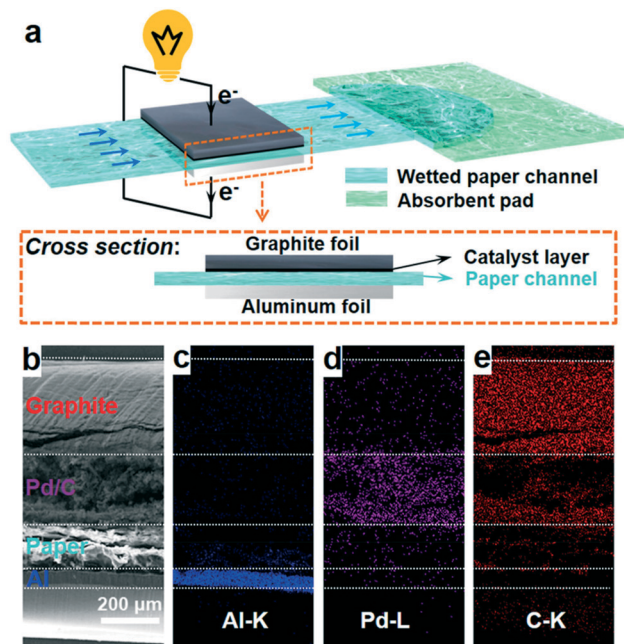 a
e-
e-
Wetted paper channel
Absorbent pad
Cross section:
Graphite foil
Catalyst layer
Paper channel
Aluminum foil
b
c
d
e
Graphite
Pd/C
Paper
Al
200 μm
Al-K
Pd-L
C-K